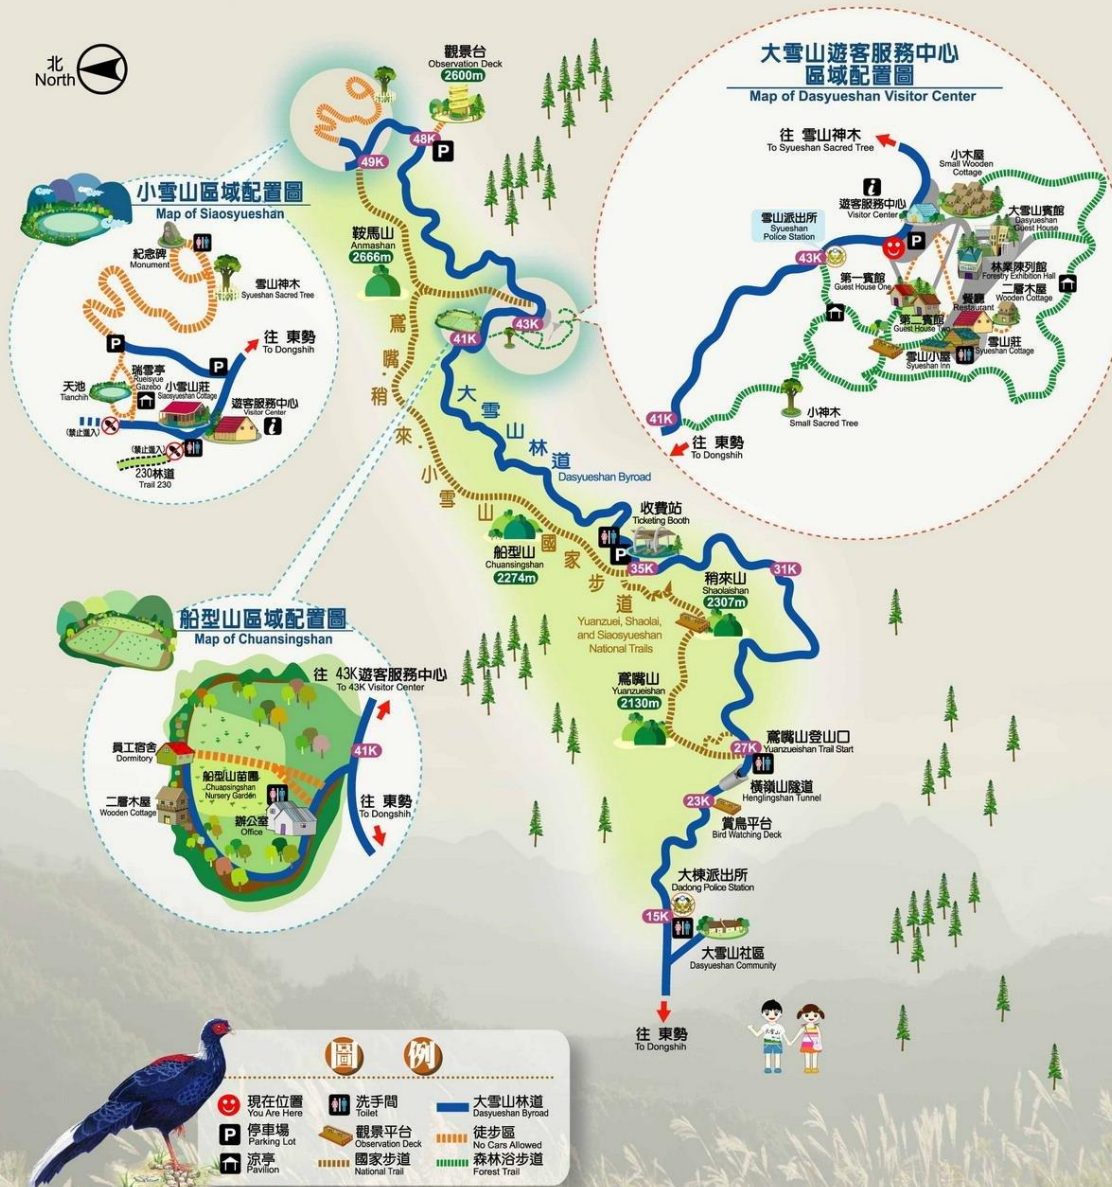 北
North
觀景台
Observation Deck
2600m
48K
49K
鞍馬山
Anmashan
2666m
43K
41K
大雪山林道
Dasyueshan Byroad
鳶嘴‧稍來‧小雪山國家步道
Yuanzuei, Shaolai,
and Siaosyueshan
National Trails
船型山
Chuansingshan
2274m
收費站
Ticketing Booth
P
35K
31K
稍來山
Shaolaishan
2307m
鳶嘴山
Yuanzueishan
2130m
27K
鳶嘴山登山口
Yuanzueishan Trail Start
橫嶺山隧道
Henglingshan Tunnel
23K
賞鳥平台
Bird Watching Deck
大棟派出所
Dadong Police Station
15K
大雪山社區
Dasyueshan Community
往 東勢
To Dongshih
小雪山區域配置圖
Map of Siaosyueshan
紀念碑
Monument
雪山神木
Syueshan Sacred Tree
往 東勢
To Dongshih
P
P
天池
Tianchih
瑞雪亭
Rueisyue
Gazebo
小雪山莊
Siaosyueshan Cottage
遊客服務中心
Visitor Center
(禁止進入)
(禁止進入)
230林道
Trail 230
船型山區域配置圖
Map of Chuansingshan
往 43K遊客服務中心
To 43K Visitor Center
41K
員工宿舍
Dormitory
二層木屋
Wooden Cottage
船型山苗圃
Chuansingshan
Nursery Garden
辦公室
Office
往 東勢
To Dongshih
大雪山遊客服務中心
區域配置圖
Map of Dasyueshan Visitor Center
往 雪山神木
To Syueshan Sacred Tree
小木屋
Small Wooden
Cottage
遊客服務中心
Visitor Center
P
大雪山賓館
Dasyueshan
Guest House
雪山派出所
Syueshan
Police Station
43K
林業陳列館
Forestry Exhibition Hall
第一賓館
Guest House One
餐廳
Restaurant
二層木屋
Wooden Cottage
第二賓館
Guest House Two
雪山莊
Syueshan Cottage
雪山小屋
Syueshan Inn
小神木
Small Sacred Tree
41K
往 東勢
To Dongshih
大雪山
圖例
現在位置
You Are Here
洗手間
Toilet
大雪山林道
Dasyueshan Byroad
P
停車場
Parking Lot
觀景平台
Observation Deck
徒步區
No Cars Allowed
涼亭
Pavilion
國家步道
National Trail
森林浴步道
Forest Trail